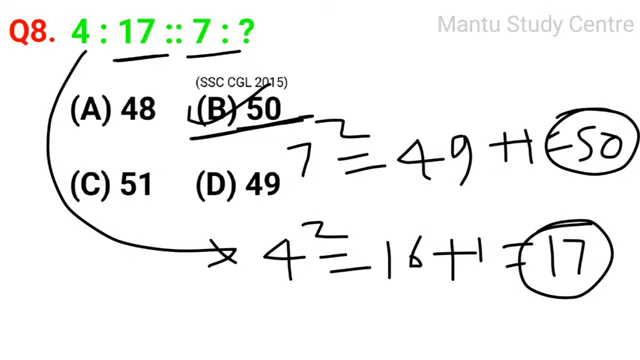 Mantu Study Centre
Q8. 4 : 17 :: 7 : ?
(SSC CGL 2015)
(A) 48 (B) 50
7² = 49 +1 = 50
(C) 51 (D) 49
4² = 16 +1 = 17